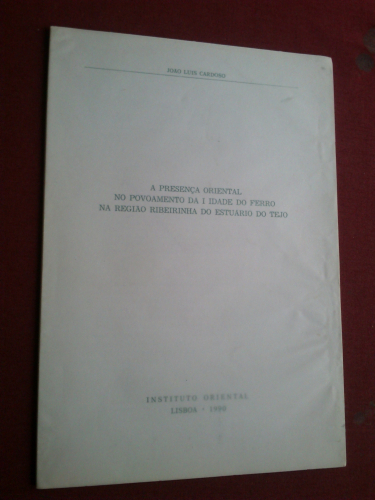 JOÃO LUÍS CARDOSO
A PRESENÇA ORIENTAL
NO POVOAMENTO DA I IDADE DO FERRO
NA REGIÃO RIBEIRINHA DO ESTUÁRIO DO TEJO
INSTITUTO ORIENTAL
LISBOA • 1990